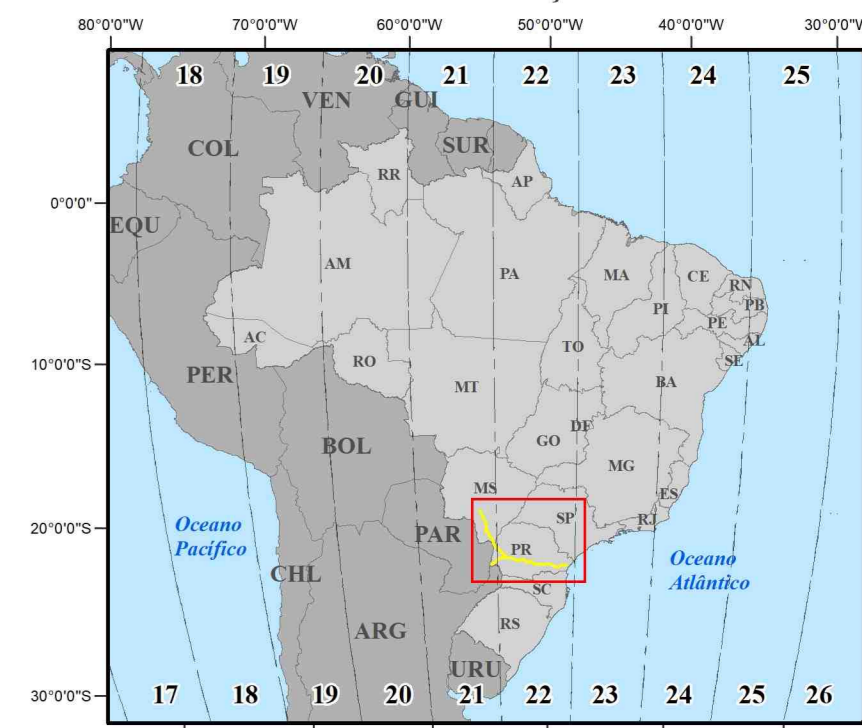 80°0'0"W 70°0'0"W 60°0'0"W 50°0'0"W 40°0'0"W 30°0'0"W
18 19 20 21 22 23 24 25
VEN GUI
COL SUR
RR AP
0°0'0"
EQU
AM PA MA CE RN
PI PB
PE
AC AL
TO SE
10°0'0"S
RO
PER MT BA
BOL DF
GO
MG
MS ES
SP RJ
20°0'0"S
Oceano
Pacífico
PAR PR
Oceano
Atlântico
CHL SC
ARG RS
URU
30°0'0"S
17 18 19 20 21 22 23 24 25 26